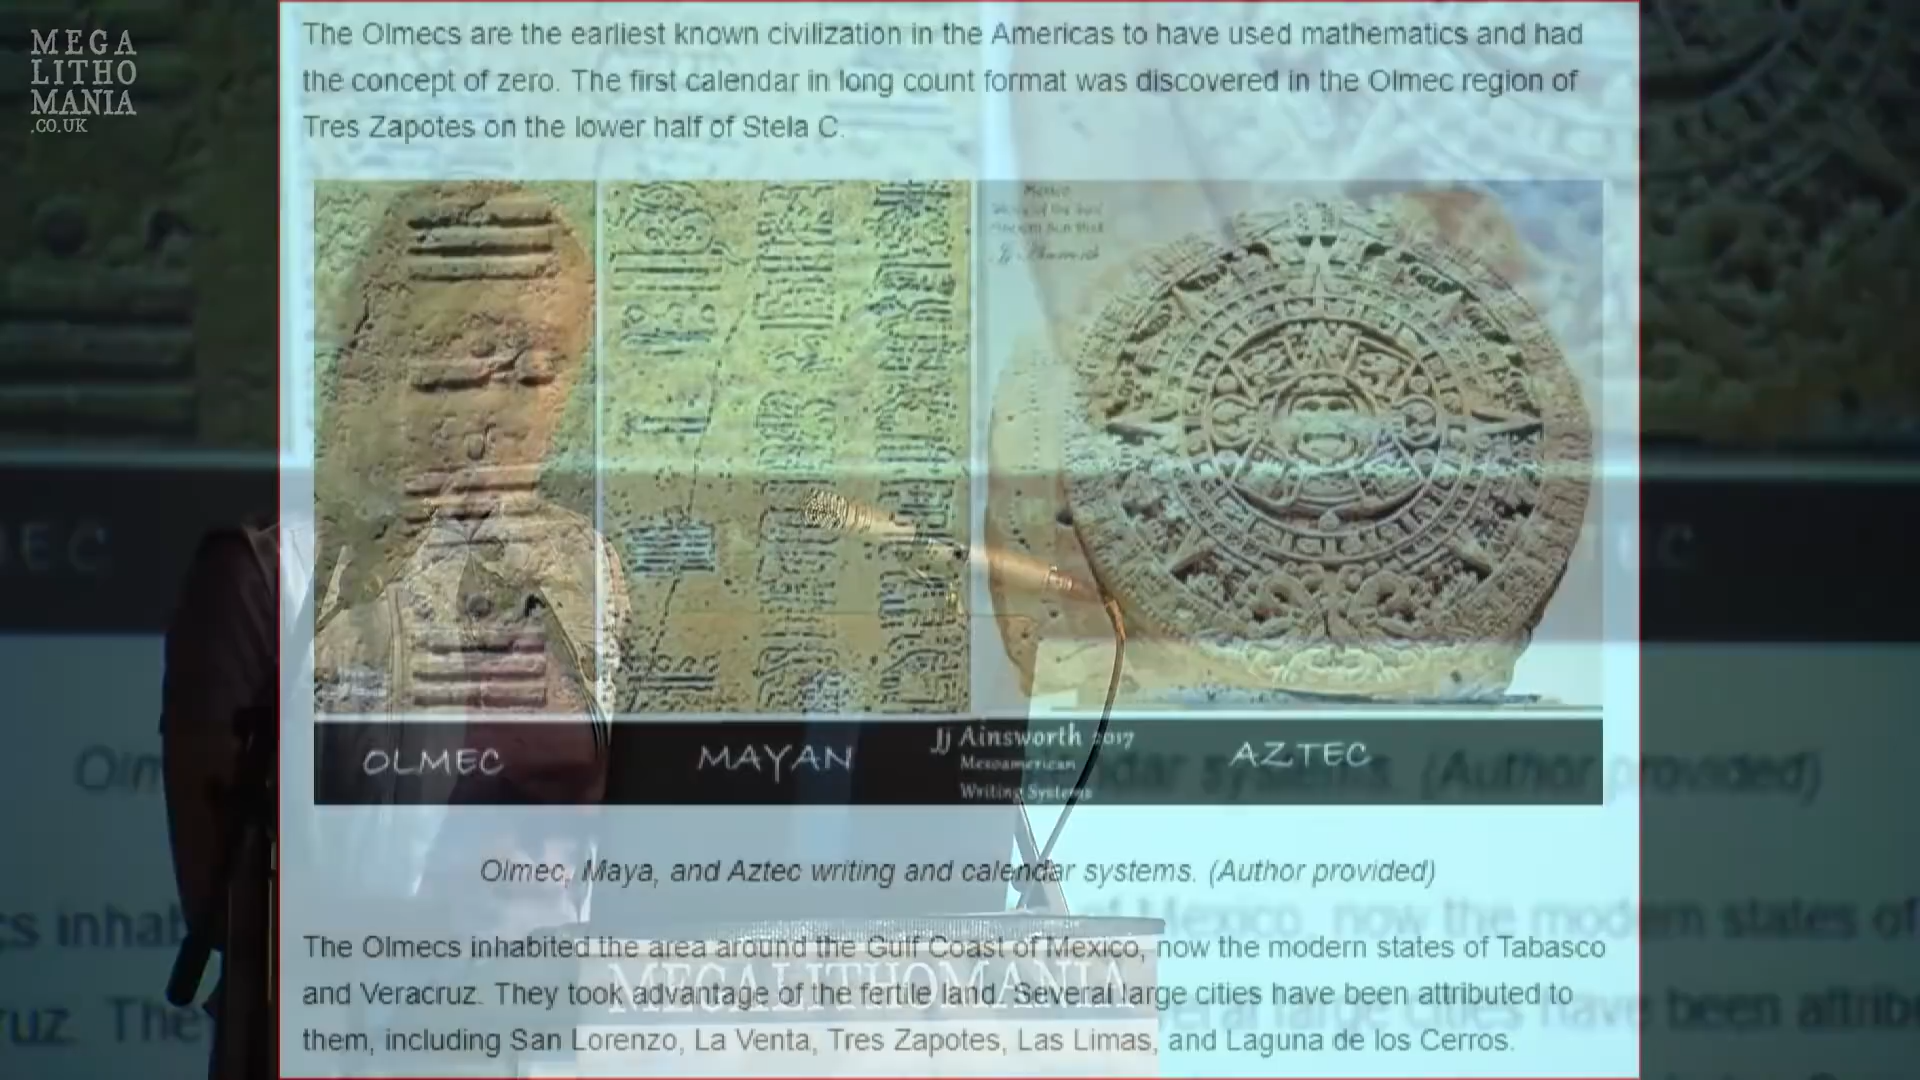 MEGA
LITHO
MANIA
.CO.UK
The Olmecs are the earliest known civilization in the Americas to have used mathematics and had
the concept of zero. The first calendar in long count format was discovered in the Olmec region of
Tres Zapotes on the lower half of Stela C.
OLMEC
MAYAN
Jj Ainsworth 2017
Mesoamerican
Writing Systems
AZTEC
Olmec, Maya, and Aztec writing and calendar systems. (Author provided)
The Olmecs inhabited the area around the Gulf Coast of Mexico, now the modern states of Tabasco
and Veracruz. They took advantage of the fertile land. Several large cities have been attributed to
them, including San Lorenzo, La Venta, Tres Zapotes, Las Limas, and Laguna de los Cerros.
MEGALITHOMANIA